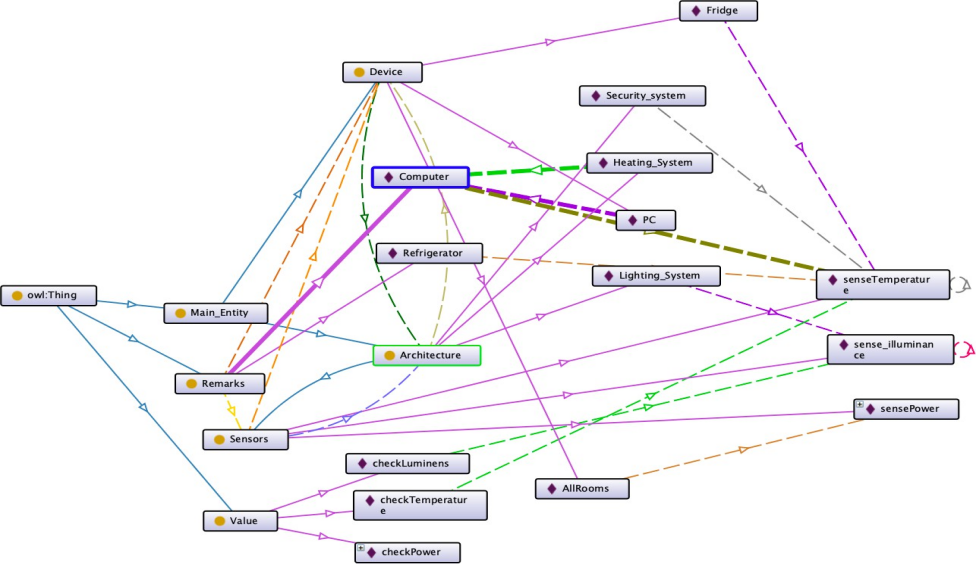 Fridge
Device
Security_system
Heating_System
Computer
PC
Refrigerator
Lighting_System
senseTemperatur
e
owl:Thing
Main_Entity
Architecture
sense_illuminan
ce
Remarks
sensePower
Sensors
checkLuminens
AllRooms
checkTemperatur
e
Value
checkPower